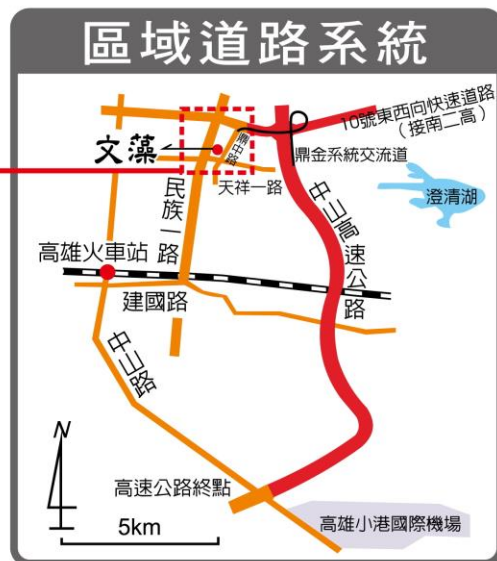 區域道路系統
10號東西向快速道路
（接南二高）
文藻
鼎中路
鼎金系統交流道
天祥一路
澄清湖
民族一路
中山高速公路
高雄火車站
建國路
中山路
N
高速公路終點
5km
高雄小港國際機場